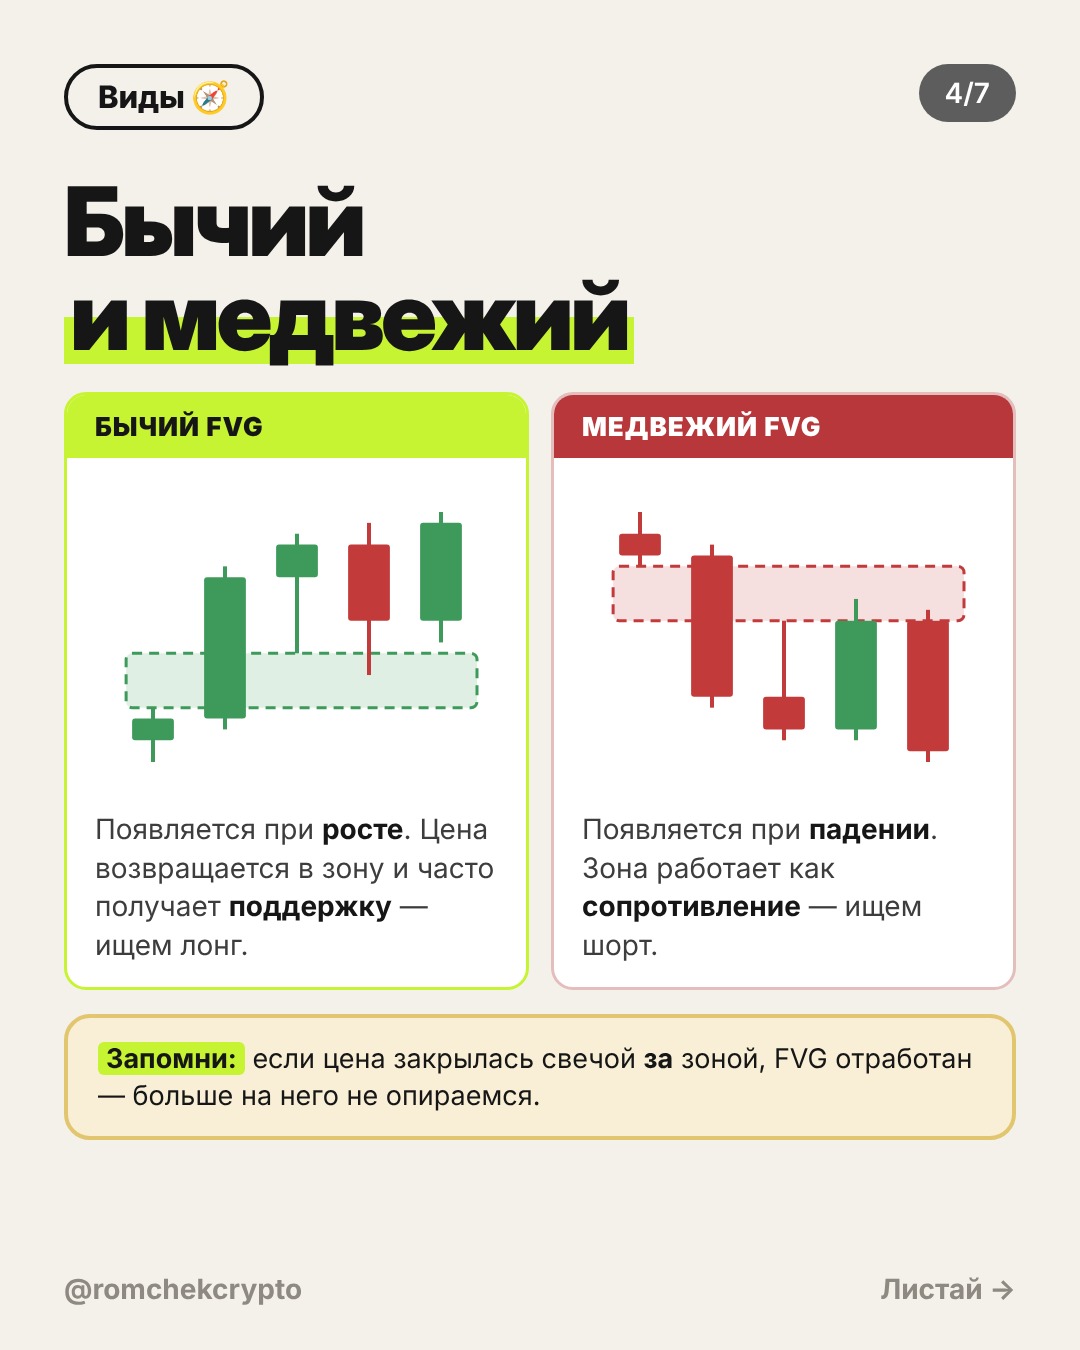 Виды 🧭
4/7
Бычий
и медвежий
БЫЧИЙ FVG
Появляется при росте. Цена
возвращается в зону и часто
получает поддержку —
ищем лонг.
МЕДВЕЖИЙ FVG
Появляется при падении.
Зона работает как
сопротивление — ищем
шорт.
Запомни: если цена закрылась свечой за зоной, FVG отработан
— больше на него не опираемся.
@romchekcrypto
Листай →